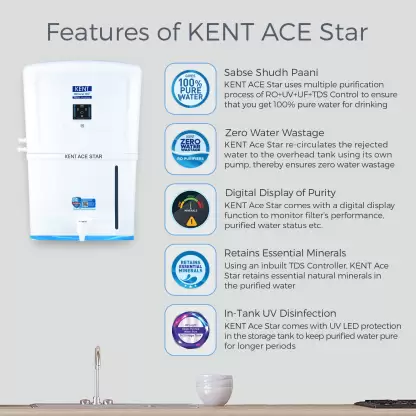 Features of KENT ACE Star
KENT
KENT ACE STAR
100%
PURE
WATER
Sabse Shudh Paani
KENT ACE Star uses multiple purification
process of RO+UV+UF+TDS Control to ensure
that you get 100% pure water for drinking
ZERO
WATER
WASTAGE
RO PURIFIERS
Zero Water Wastage
KENT Ace Star re-circulates the rejected
water to the overhead tank using its own
pump, thereby ensures zero water wastage
MINERALS
Digital Display of Purity
KENT Ace Star comes with a digital display
function to monitor filter's performance,
purified water status etc.
RETAINS
ESSENTIAL
MINERALS
Retains Essential Minerals
Using an inbuilt TDS Controller, KENT Ace
Star retains essential natural minerals in
the purified water
In-Tank UV Disinfection
KENT Ace Star comes with UV LED protection
in the storage tank to keep purified water pure
for longer periods